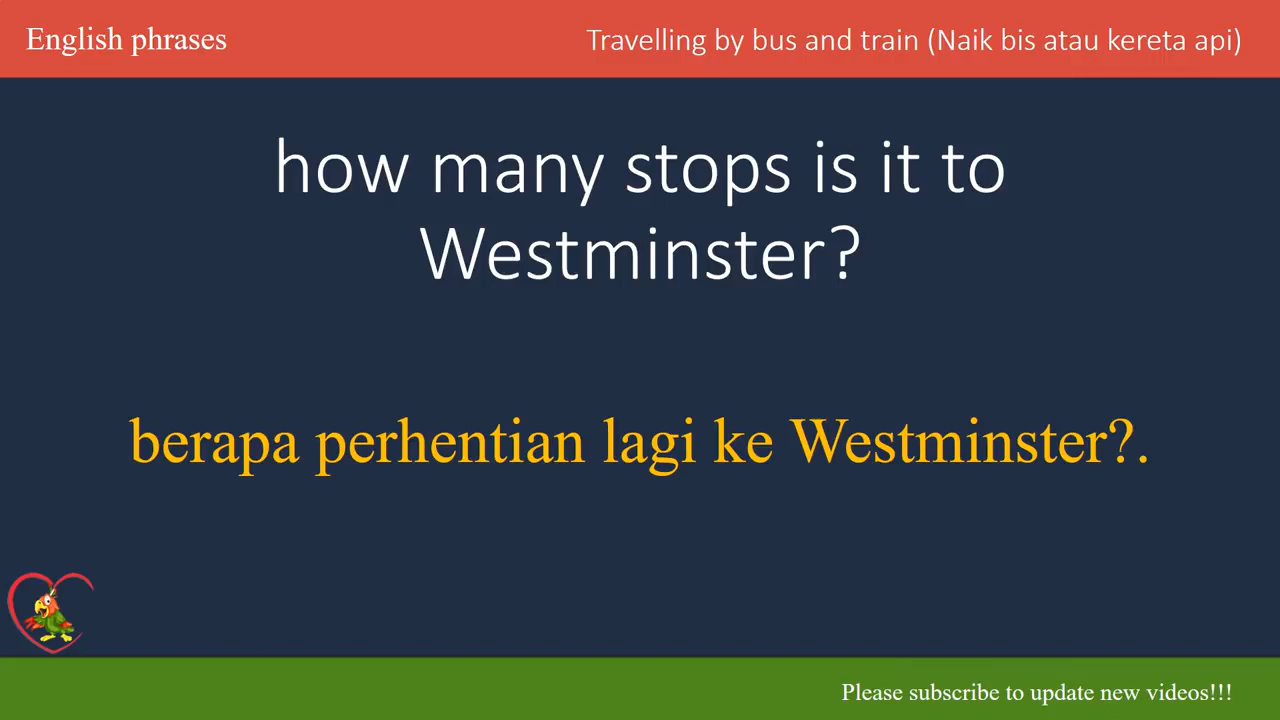 English phrases
Travelling by bus and train (Naik bis atau kereta api)
how many stops is it to
Westminster?
berapa perhentian lagi ke Westminster?.
Please subscribe to update new videos!!!